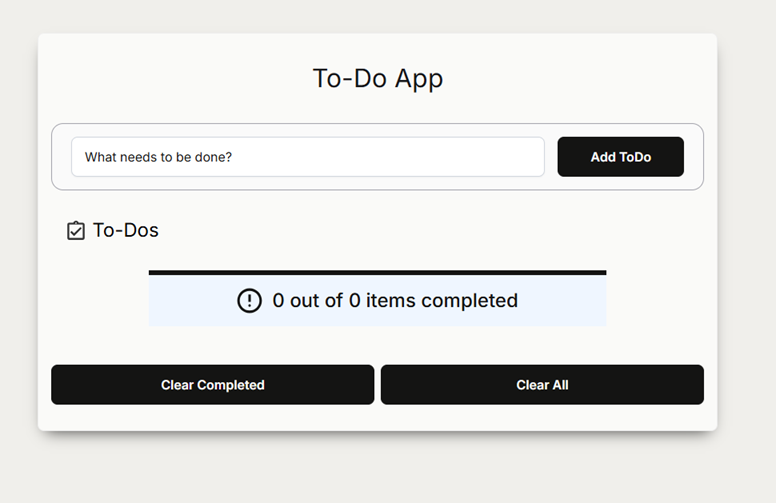 To-Do App
What needs to be done?
Add ToDo
To-Dos
0 out of 0 items completed
Clear Completed
Clear All